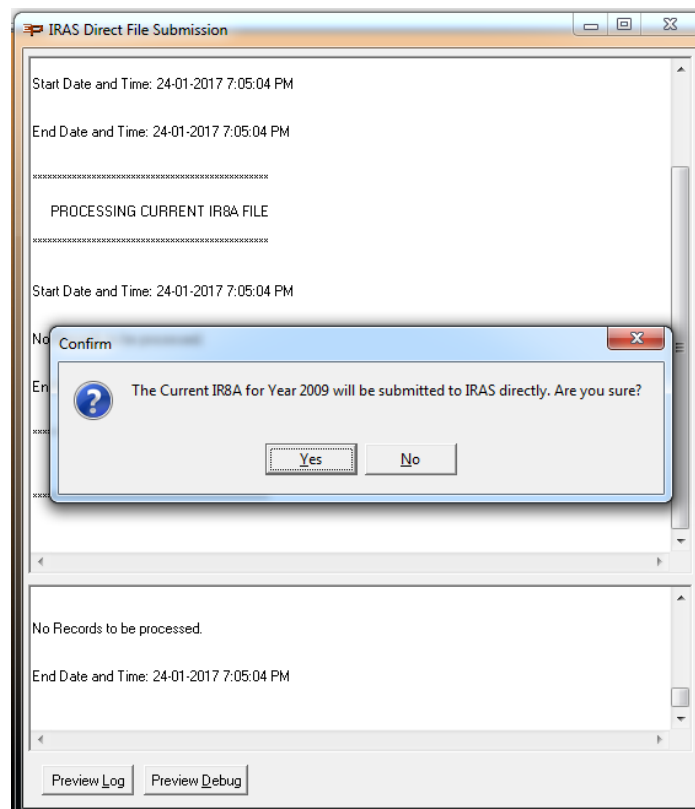 IRAS Direct File Submission
Start Date and Time: 24-01-2017 7:05:04 PM
End Date and Time: 24-01-2017 7:05:04 PM
***********************************************
PROCESSING CURRENT IR8A FILE
***********************************************
Start Date and Time: 24-01-2017 7:05:04 PM
No
Confirm
En
The Current IR8A for Year 2009 will be submitted to IRAS directly. Are you sure?
Yes
No
No Records to be processed.
End Date and Time: 24-01-2017 7:05:04 PM
Preview Log
Preview Debug